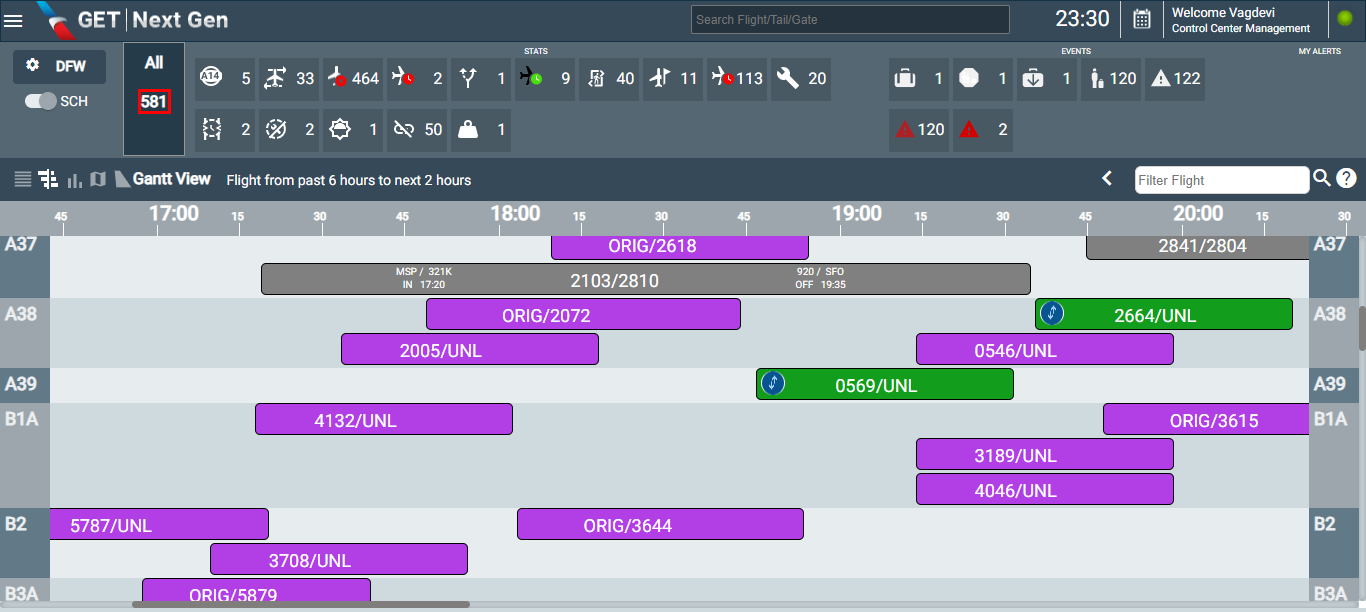 GET | Next Gen
Search Flight/Tail/Gate
23:30
Welcome Vagdevi
Control Center Management
DFW
SCH
All
581
STATS
A14 5 33 464 2 1 9 40 11 113 20
2 2 1 50 1
EVENTS
1 1 1 120 122
120 2
MY ALERTS
Gantt View Flight from past 6 hours to next 2 hours
Filter Flight
?
45 17:00 15 30 45 18:00 15 30 45 19:00 15 30 45 20:00 15 30
A37 ORIG/2618 2841/2804 A37
MSP / 321K 920 / SFO
2103/2810
IN 17:20 OFF 19:35
A38 ORIG/2072 2664/UNL A38
2005/UNL 0546/UNL
A39 0569/UNL A39
B1A 4132/UNL ORIG/3615 B1A
3189/UNL
4046/UNL
B2 5787/UNL ORIG/3644 B2
3708/UNL
B3A ORIG/5879 B3A